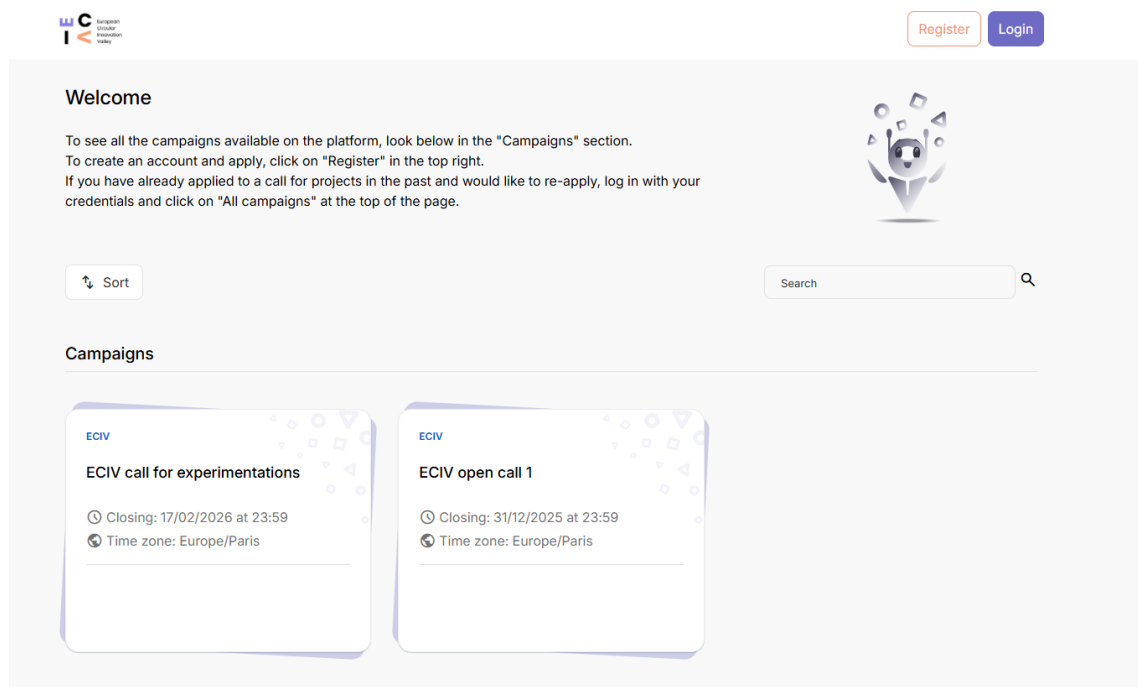 E C European
I V Circular
Innovation
Valley
Register
Login
Welcome
To see all the campaigns available on the platform, look below in the "Campaigns" section.
To create an account and apply, click on "Register" in the top right.
If you have already applied to a call for projects in the past and would like to re-apply, log in with your
credentials and click on "All campaigns" at the top of the page.
Sort
Search
Campaigns
ECIV
ECIV call for experimentations
Closing: 17/02/2026 at 23:59
Time zone: Europe/Paris
ECIV
ECIV open call 1
Closing: 31/12/2025 at 23:59
Time zone: Europe/Paris